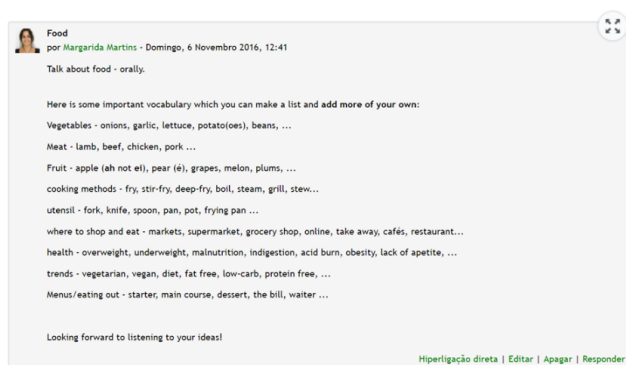 Food
por Margarida Martins - Domingo, 6 Novembro 2016, 12:41
Talk about food - orally.
Here is some important vocabulary which you can make a list and add more of your own:
Vegetables - onions, garlic, lettuce, potato(oes), beans, ...
Meat - lamb, beef, chicken, pork ...
Fruit - apple (ah not ei), pear (é), grapes, melon, plums, ...
cooking methods - fry, stir-fry, deep-fry, boil, steam, grill, stew...
utensil - fork, knife, spoon, pan, pot, frying pan ...
where to shop and eat - markets, supermarket, grocery shop, online, take away, cafés, restaurant...
health - overweight, underweight, malnutrition, indigestion, acid burn, obesity, lack of apetite, ...
trends - vegetarian, vegan, diet, fat free, low-carb, protein free, ...
Menus/eating out - starter, main course, dessert, the bill, waiter ...
Looking forward to listening to your ideas!
Hiperligação direta | Editar | Apagar | Responder